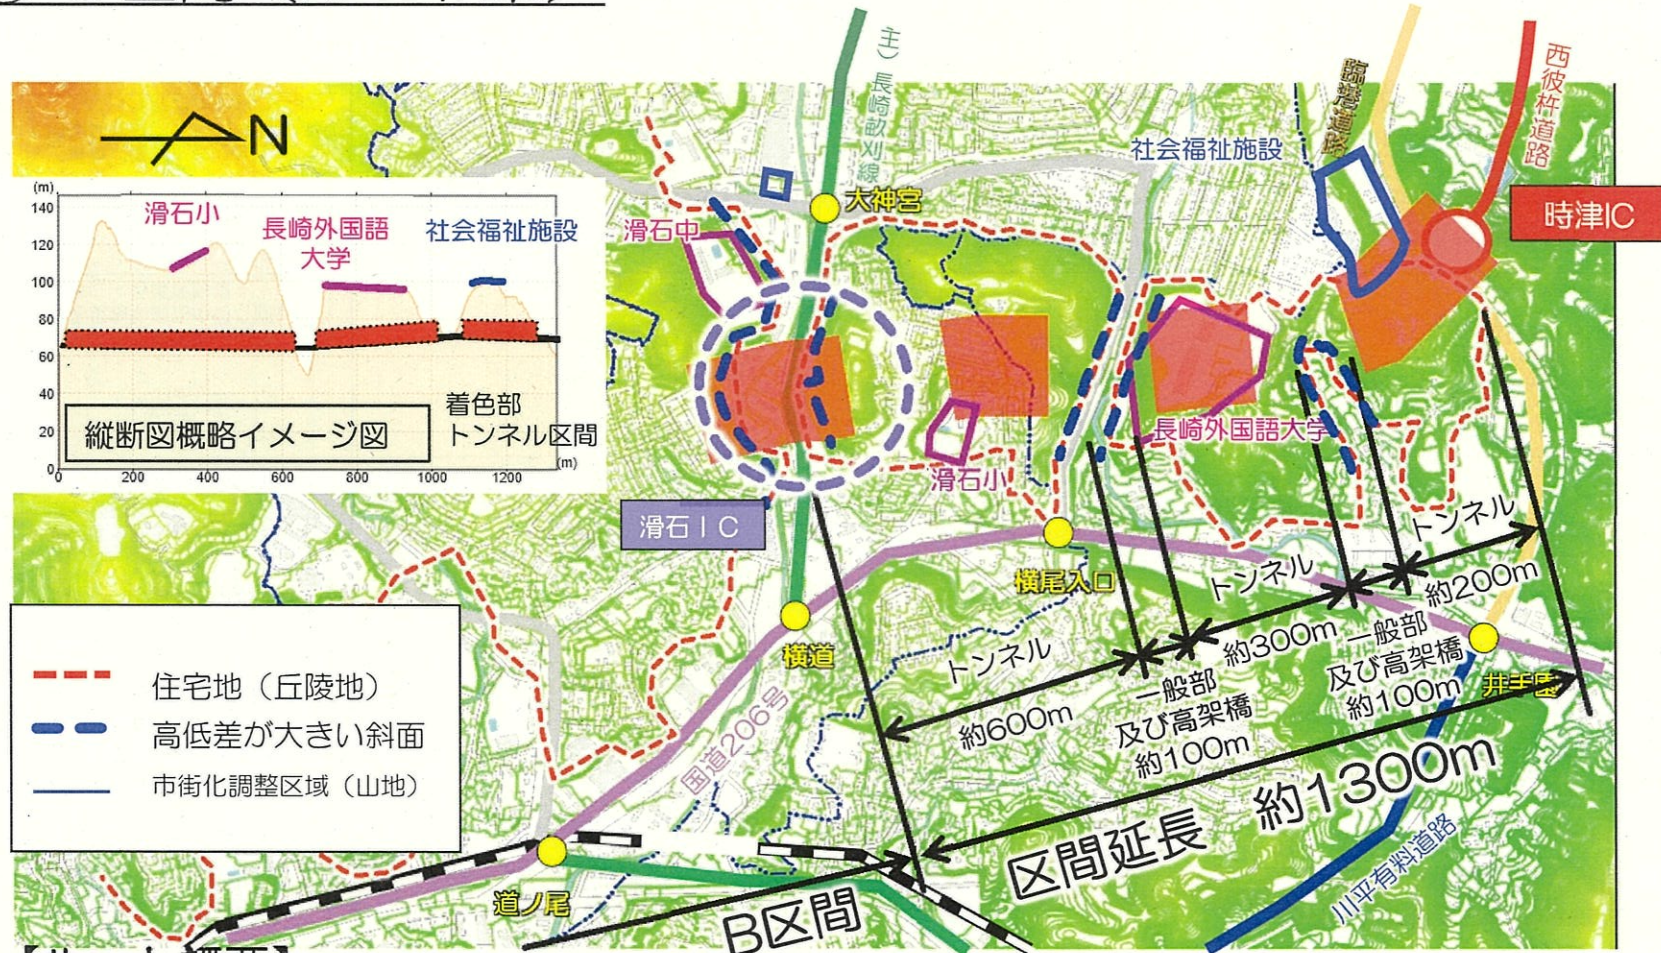 主）長崎畝刈線
臨港道路
西彼杵道路
N
社会福祉施設
時津IC
大神宮
滑石中
(m)
140
120
100
80
60
40
20
0
滑石小
長崎外国語
大学
社会福祉施設
縦断図概略イメージ図
着色部
トンネル区間
0 200 400 600 800 1000 1200 (m)
長崎外国語大学
滑石小
滑石IC
横尾入口
横道
国道206号
トンネル
約600m
一般部
及び高架橋
約100m
トンネル
約300m
一般部
及び高架橋
約100m
トンネル
約200m
井手園
住宅地（丘陵地）
高低差が大きい斜面
市街化調整区域（山地）
道ノ尾
B区間
区間延長 約1300m
川平有料道路